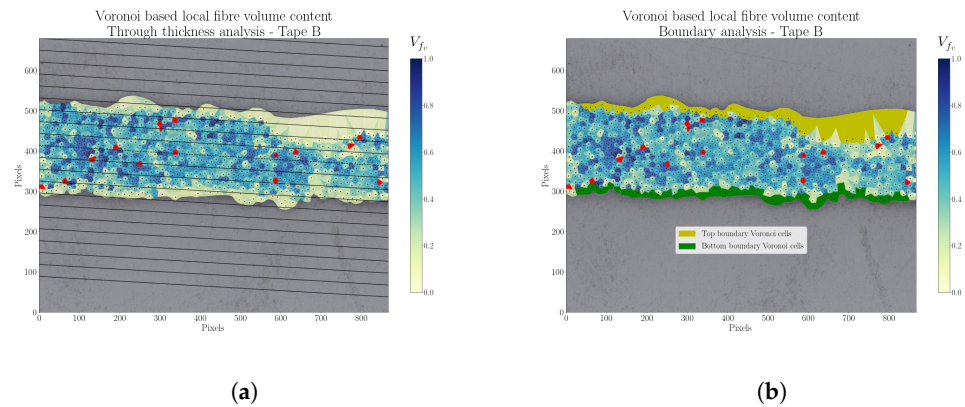 Voronoi based local fibre volume content
Through thickness analysis - Tape B
V_{f_v}
1.0
0.8
0.6
0.4
0.2
0.0
Pixels
600
500
400
300
200
100
0
0 100 200 300 400 500 600 700 800
Pixels
(a)
Voronoi based local fibre volume content
Boundary analysis - Tape B
V_{f_v}
1.0
0.8
0.6
0.4
0.2
0.0
Pixels
600
500
400
300
200
100
0
Top boundary Voronoi cells
Bottom boundary Voronoi cells
0 100 200 300 400 500 600 700 800
Pixels
(b)